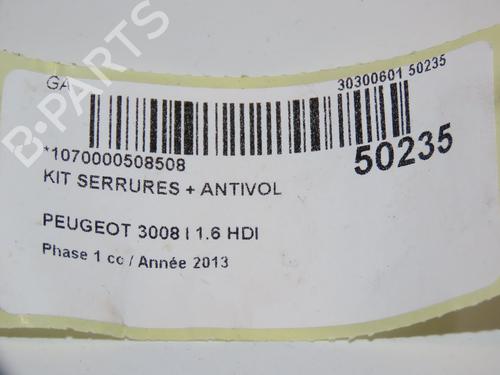 B-PARTS
GA
30300601 50235
*1070000508508
50235
KIT SERRURES + ANTIVOL
PEUGEOT 3008 I 1.6 HDI
Phase 1 cc / Année 2013